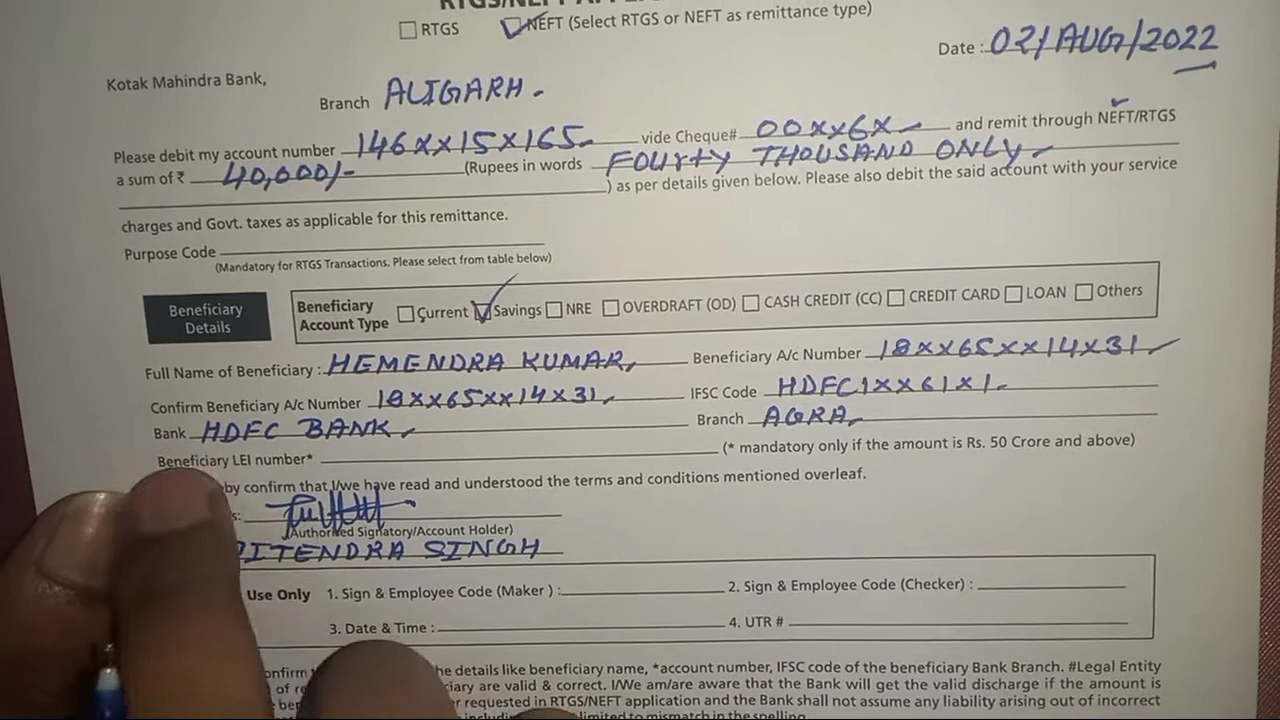 RTGS/NEFT
RTGS NEFT (Select RTGS or NEFT as remittance type)
Date : 02/AUG/2022
Kotak Mahindra Bank,
Branch ALIGARH.
Please debit my account number 146XX15X165 vide Cheque# 00XX6X and remit through NEFT/RTGS
a sum of ₹ 40,000/- (Rupees in words FOURTY THOUSAND ONLY
) as per details given below. Please also debit the said account with your service
charges and Govt. taxes as applicable for this remittance.
Purpose Code
(Mandatory for RTGS Transactions. Please select from table below)
Beneficiary Details
Beneficiary Account Type Current Savings NRE OVERDRAFT (OD) CASH CREDIT (CC) CREDIT CARD LOAN Others
Full Name of Beneficiary : HEMENDRA KUMAR, Beneficiary A/c Number 18XX65XX14X31
Confirm Beneficiary A/c Number 18XX65XX14X31, IFSC Code HDFC1XX61X1
Bank HDFC BANK, Branch AGRA,
Beneficiary LEI number* (* mandatory only if the amount is Rs. 50 Crore and above)
by confirm that I/we have read and understood the terms and conditions mentioned overleaf.
(Authorised Signatory/Account Holder)
JITENDRA SINGH
Use Only 1. Sign & Employee Code (Maker ) : 2. Sign & Employee Code (Checker) :
3. Date & Time : 4. UTR #
the details like beneficiary name, *account number, IFSC code of the beneficiary Bank Branch. #Legal Entity
are valid & correct. I/We am/are aware that the Bank will get the valid discharge if the amount is
requested in RTGS/NEFT application and the Bank shall not assume any liability arising out of incorrect
limited to mismatch in the spelling